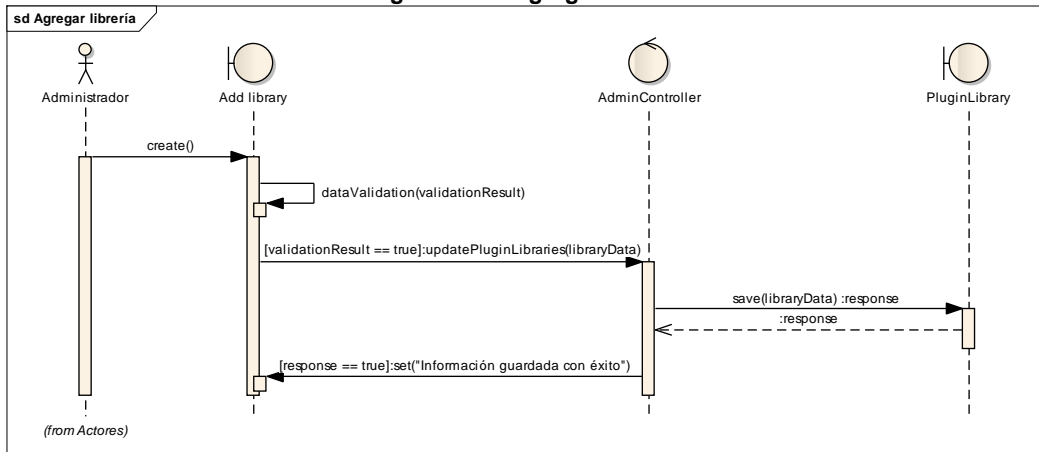 sd Agregar librería
Administrador
Add library
AdminController
PluginLibrary
create()
dataValidation(validationResult)
[validationResult == true]:updatePluginLibraries(libraryData)
save(libraryData) :response
:response
[response == true]:set("Información guardada con éxito")
(from Actores)